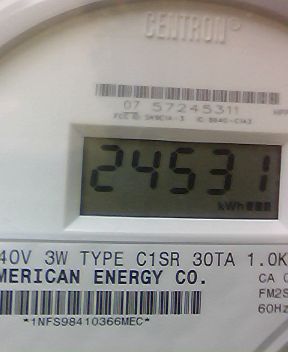 CENTRON®
07 57245311
24531
kWh
40V 3W TYPE C1SR 30TA 1.0K
MERICAN ENERGY CO.
CA
FM2S
60Hz
*1NFS98410366MEC*